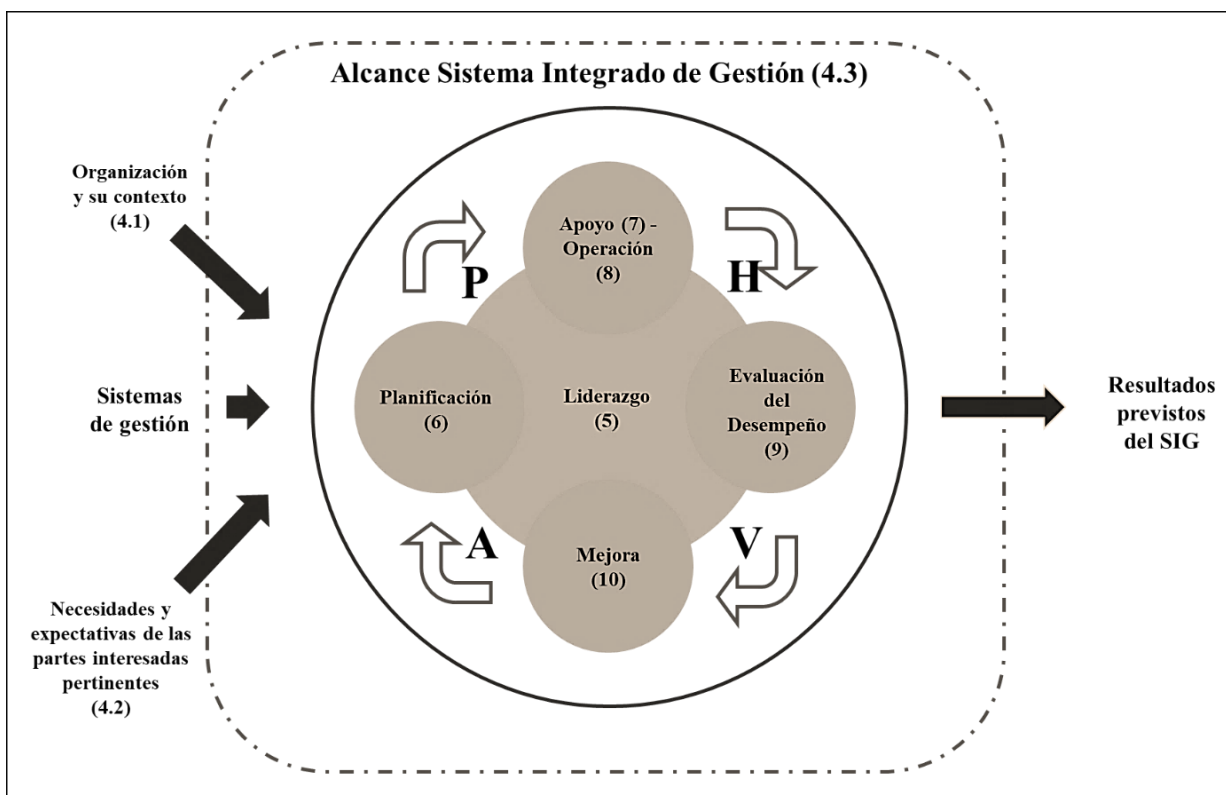 Alcance Sistema Integrado de Gestión (4.3)
Organización
y su contexto
(4.1)
Sistemas
de gestión
Necesidades y
expectativas de las
partes interesadas
pertinentes
(4.2)
P
H
Apoyo (7) -
Operación
(8)
Planificación
(6)
Liderazgo
(5)
Evaluación
del
Desempeño
(9)
A
V
Mejora
(10)
Resultados
previstos
del SIG